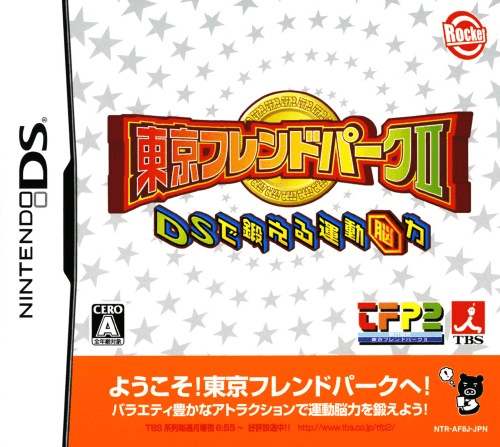 NINTENDO DS
Rocket
東京フレンドパークII
DSで鍛える運動脳力
CERO
A
全年齢対象
TFP2
東京フレンドパークII
TBS
ようこそ!東京フレンドパークへ!
バラエティ豊かなアトラクションで運動脳力を鍛えよう!
TBS系列毎週月曜夜6:55~ 好評放送中!! http://www.tbs.co.jp/tfp2/
NTR-AF8J-JPN